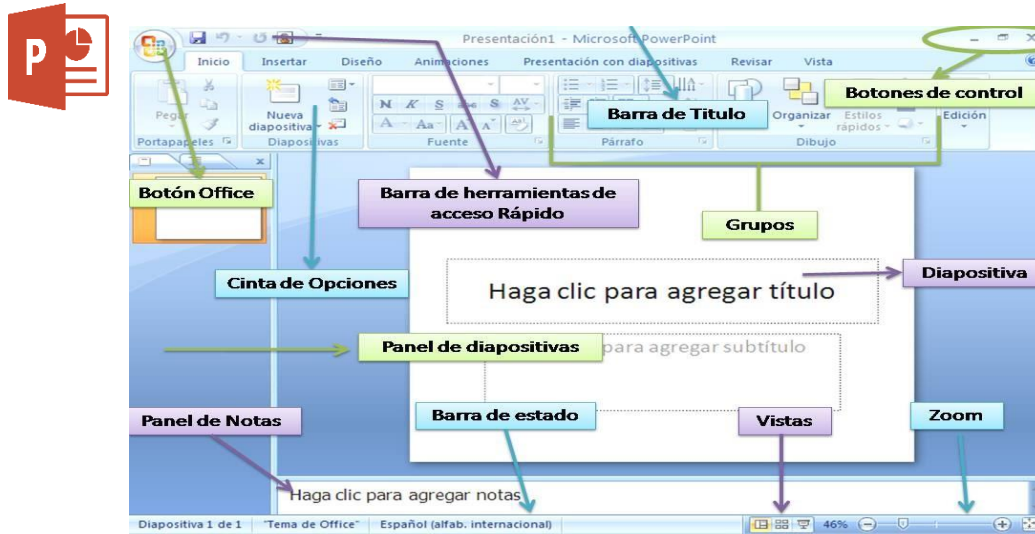 P
Presentación1 - Microsoft PowerPoint
Inicio Insertar Diseño Animaciones Presentación con diapositivas Revisar Vista
Botones de control
Pegar
Nueva
diapositiva
N K S abc S AV
A Aa A A
Barra de Titulo
Organizar
Estilos
rápidos
Edición
Portapapeles Diapositivas Fuente Párrafo Dibujo
Botón Office
Barra de herramientas de
acceso Rápido
Grupos
Cinta de Opciones
Diapositiva
Haga clic para agregar título
Panel de diapositivas
para agregar subtítulo
Panel de Notas
Barra de estado
Vistas
Zoom
Haga clic para agregar notas
Diapositiva 1 de 1 "Tema de Office" Español (alfab. internacional) 46%